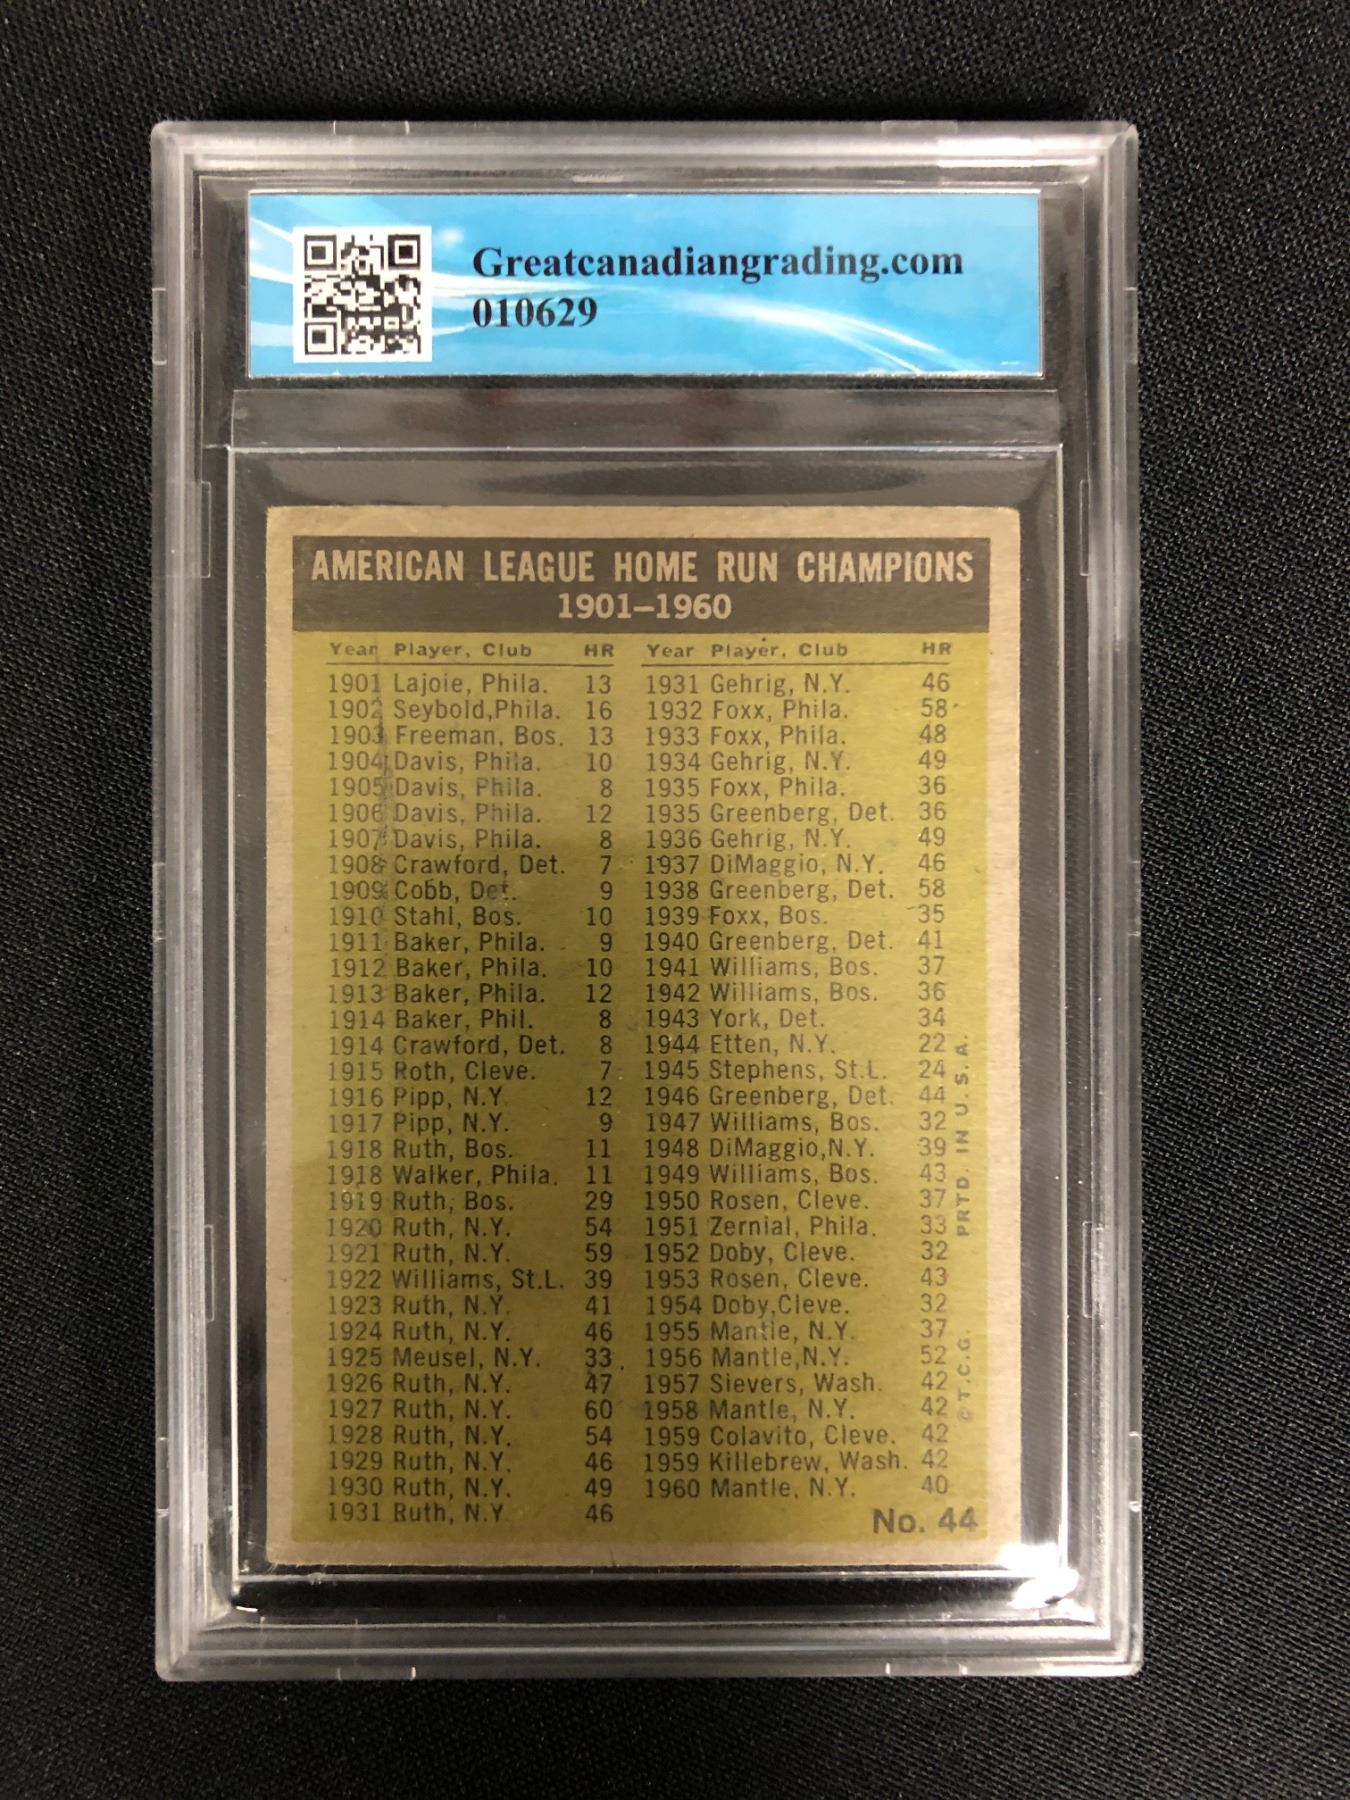 Greatcanadiangrading.com
010629
AMERICAN LEAGUE HOME RUN CHAMPIONS
1901–1960
Year Player, Club HR
1901 Lajoie, Phila. 13
1902 Seybold,Phila. 16
1903 Freeman, Bos. 13
1904 Davis, Phila. 10
1905 Davis, Phila. 8
1906 Davis, Phila. 12
1907 Davis, Phila. 8
1908 Crawford, Det. 7
1909 Cobb, Det. 9
1910 Stahl, Bos. 10
1911 Baker, Phila. 9
1912 Baker, Phila. 10
1913 Baker, Phila. 12
1914 Baker, Phil. 8
1914 Crawford, Det. 8
1915 Roth, Cleve. 7
1916 Pipp, N.Y. 12
1917 Pipp, N.Y. 9
1918 Ruth, Bos. 11
1918 Walker, Phila. 11
1919 Ruth, Bos. 29
1920 Ruth, N.Y. 54
1921 Ruth, N.Y. 59
1922 Williams, St.L. 39
1923 Ruth, N.Y. 41
1924 Ruth, N.Y. 46
1925 Meusel, N.Y. 33
1926 Ruth, N.Y. 47
1927 Ruth, N.Y. 60
1928 Ruth, N.Y. 54
1929 Ruth, N.Y. 46
1930 Ruth, N.Y. 49
1931 Ruth, N.Y. 46
Year Player, Club HR
1931 Gehrig, N.Y. 46
1932 Foxx, Phila. 58
1933 Foxx, Phila. 48
1934 Gehrig, N.Y. 49
1935 Foxx, Phila. 36
1935 Greenberg, Det. 36
1936 Gehrig, N.Y. 49
1937 DiMaggio, N.Y. 46
1938 Greenberg, Det. 58
1939 Foxx, Bos. 35
1940 Greenberg, Det. 41
1941 Williams, Bos. 37
1942 Williams, Bos. 36
1943 York, Det. 34
1944 Etten, N.Y. 22
1945 Stephens, St.L. 24
1946 Greenberg, Det. 44
1947 Williams, Bos. 32
1948 DiMaggio,N.Y. 39
1949 Williams, Bos. 43
1950 Rosen, Cleve. 37
1951 Zernial, Phila. 33
1952 Doby, Cleve. 32
1953 Rosen, Cleve. 43
1954 Doby,Cleve. 32
1955 Mantle, N.Y. 37
1956 Mantle,N.Y. 52
1957 Sievers, Wash. 42
1958 Mantle, N.Y. 42
1959 Colavito, Cleve. 42
1959 Killebrew, Wash. 42
1960 Mantle, N.Y. 40
No. 44
© T.C.G. PRTD. IN U.S.A.